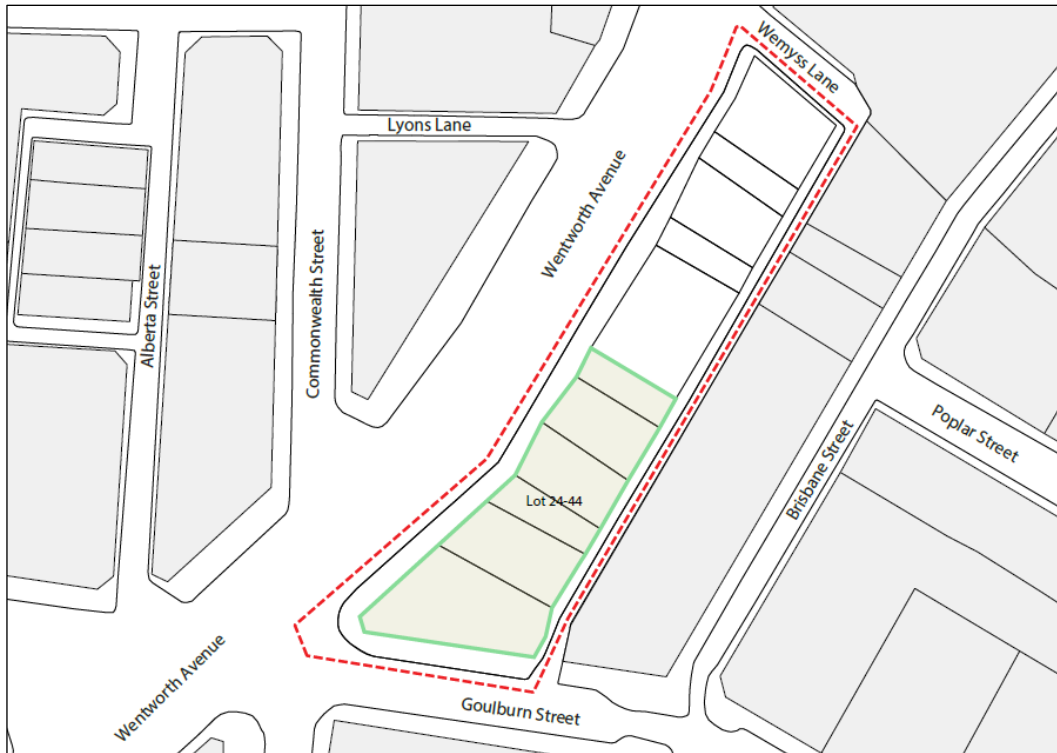 Wemyss Lane
Lyons Lane
Wentworth Avenue
Alberta Street
Commonwealth Street
Poplar Street
Brisbane Street
Lot 24-44
Wentworth Avenue
Goulburn Street